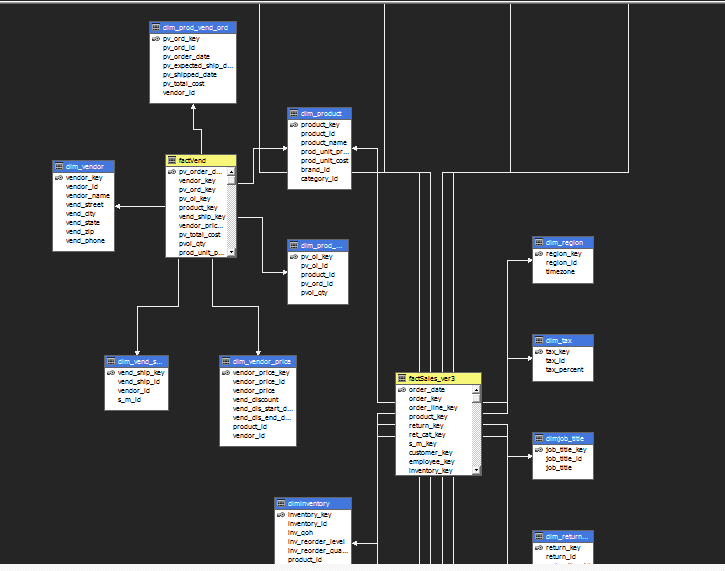 dim_prod_vend_ord
pv_ord_key
pv_ord_id
pv_order_date
pv_expected_ship_d...
pv_shipped_date
pv_total_cost
vendor_id
dim_product
product_key
product_id
product_name
prod_unit_pr...
prod_unit_cost
brand_id
category_id
factVend
pv_order_d...
vendor_key
pv_ord_key
pv_ol_key
product_key
vend_ship_key
vendor_pric...
pv_total_cost
pvol_qty
prod_unit_p...
dim_vendor
vendor_key
vendor_id
vendor_name
vend_street
vend_city
vend_state
vend_zip
vend_phone
dim_prod_...
pv_ol_key
pv_ol_id
product_id
pv_ord_id
pvol_qty
dim_region
region_key
region_id
timezone
dim_vend_s...
vend_ship_key
vend_ship_id
vendor_id
s_m_id
dim_vendor_price
vendor_price_key
vendor_price_id
vendor_price
vend_discount
vend_dis_start_d...
vend_dis_end_d...
product_id
vendor_id
dim_tax
tax_key
tax_id
tax_percent
factSales_ver3
order_date
order_key
order_line_key
product_key
return_key
ret_cat_key
s_m_key
customer_key
employee_key
inventory_key
dimjob_title
job_title_key
job_title_id
job_title
dimInventory
inventory_key
inventory_id
inv_qoh
inv_reorder_level
inv_reorder_qua...
product_id
dim_return...
return_key
return_id